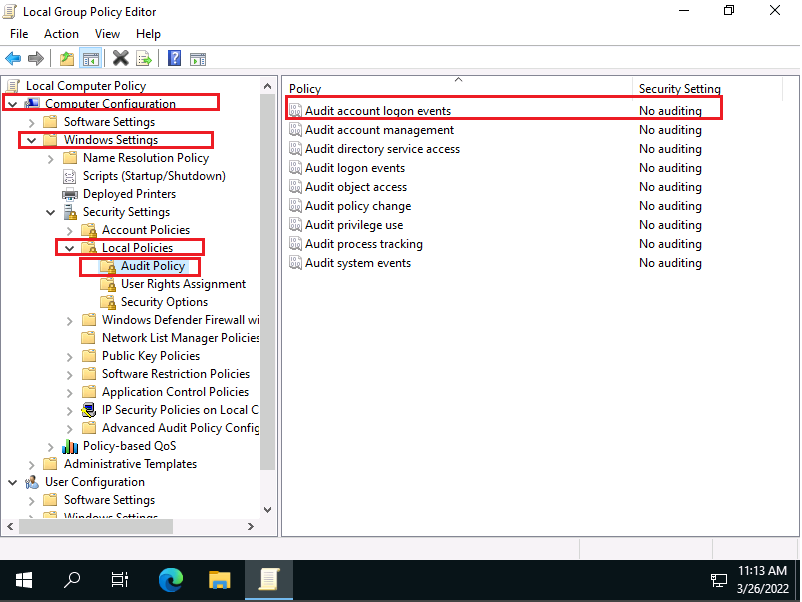 Local Group Policy Editor
File Action View Help
Local Computer Policy
Computer Configuration
Software Settings
Windows Settings
Name Resolution Policy
Scripts (Startup/Shutdown)
Deployed Printers
Security Settings
Account Policies
Local Policies
Audit Policy
User Rights Assignment
Security Options
Windows Defender Firewall wi
Network List Manager Policies
Public Key Policies
Software Restriction Policies
Application Control Policies
IP Security Policies on Local C
Advanced Audit Policy Config
Policy-based QoS
Administrative Templates
User Configuration
Software Settings
Windows Settings
Policy Security Setting
Audit account logon events No auditing
Audit account management No auditing
Audit directory service access No auditing
Audit logon events No auditing
Audit object access No auditing
Audit policy change No auditing
Audit privilege use No auditing
Audit process tracking No auditing
Audit system events No auditing
11:13 AM
3/26/2022